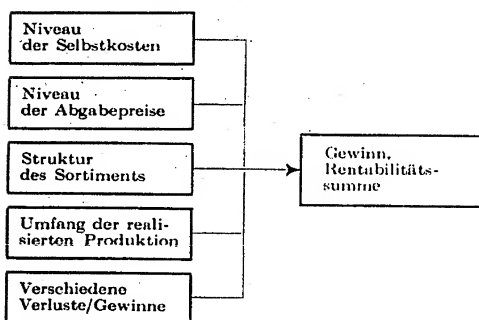 Niveau
der Selbstkosten
Niveau
der Abgabepreise
Struktur
des Sortiments
Umfang der reali-
sierten Produktion
Verschiedene
Verluste/Gewinne
Gewinn,
Rentabilitäts-
summe